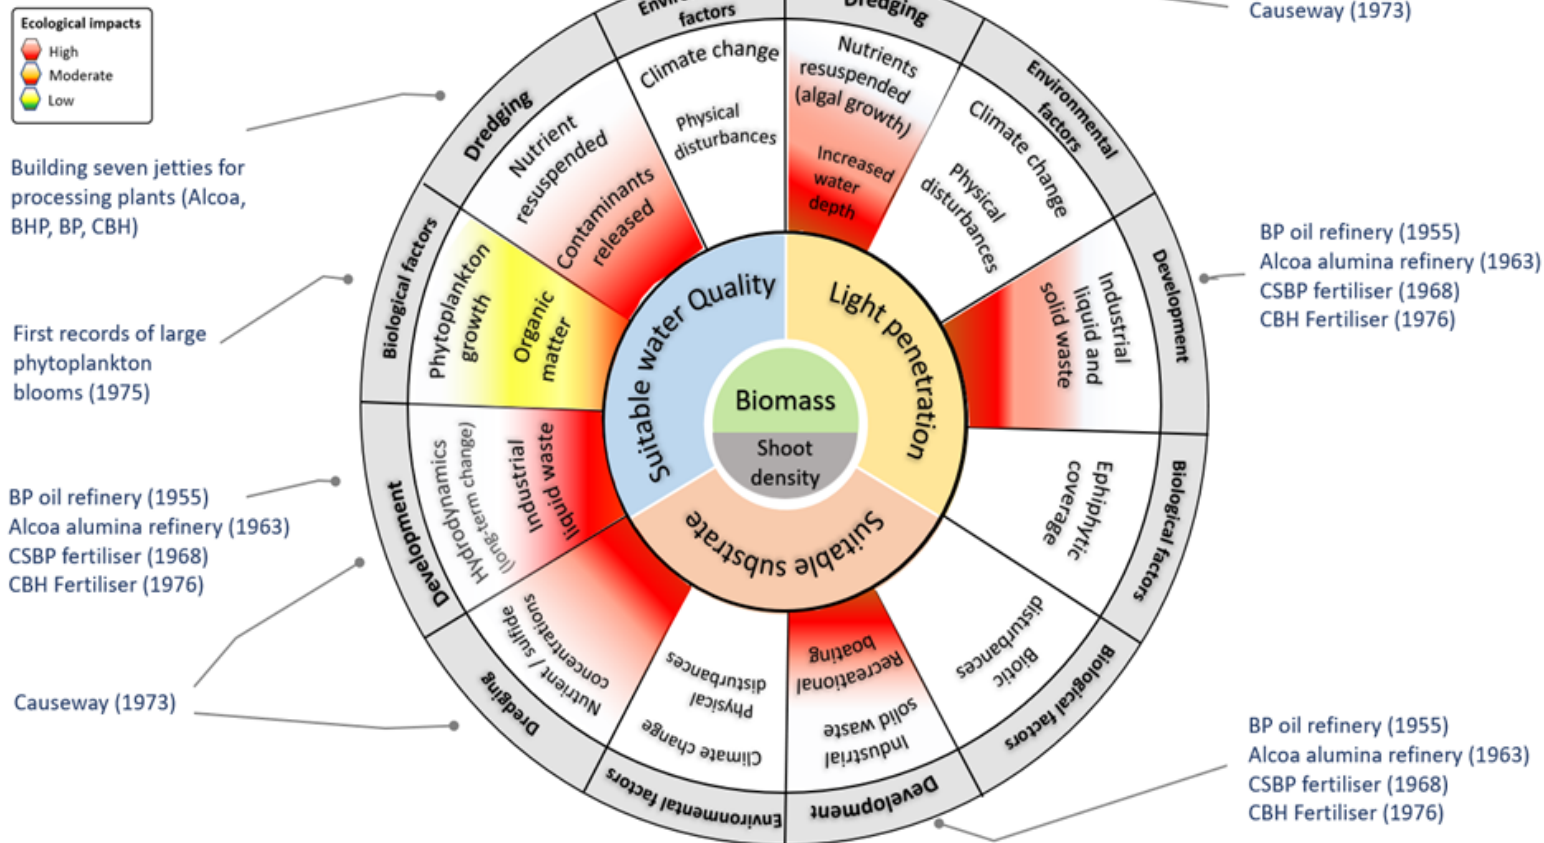 Ecological impacts
High
Moderate
Low
Causeway (1973)
Building seven jetties for
processing plants (Alcoa,
BHP, BP, CBH)
First records of large
phytoplankton
blooms (1975)
BP oil refinery (1955)
Alcoa alumina refinery (1963)
CSBP fertiliser (1968)
CBH Fertiliser (1976)
Causeway (1973)
BP oil refinery (1955)
Alcoa alumina refinery (1963)
CSBP fertiliser (1968)
CBH Fertiliser (1976)
BP oil refinery (1955)
Alcoa alumina refinery (1963)
CSBP fertiliser (1968)
CBH Fertiliser (1976)
factors
Climate change
Physical
disturbances
Dredging
Nutrients
resuspended
(algal growth)
Increased
water
depth
Environmental
factors
Climate change
Physical
disturbances
Development
Industrial
liquid and
solid waste
Biological factors
Ephiphytic
coverage
Biological factors
Biotic
disturbances
Development
Recreational
boating
Industrial
solid waste
Environmental factors
Physical
disturbances
Climate change
Dredging
Nutrient / sulfide
concentrations
Development
Hydrodynamics
(long-term change)
Industrial
liquid waste
Biological factors
Phytoplankton
growth
Organic
matter
Dredging
Nutrient
resuspended
Contaminants
released
Suitable water Quality
Light penetration
Suitable substrate
Biomass
Shoot
density